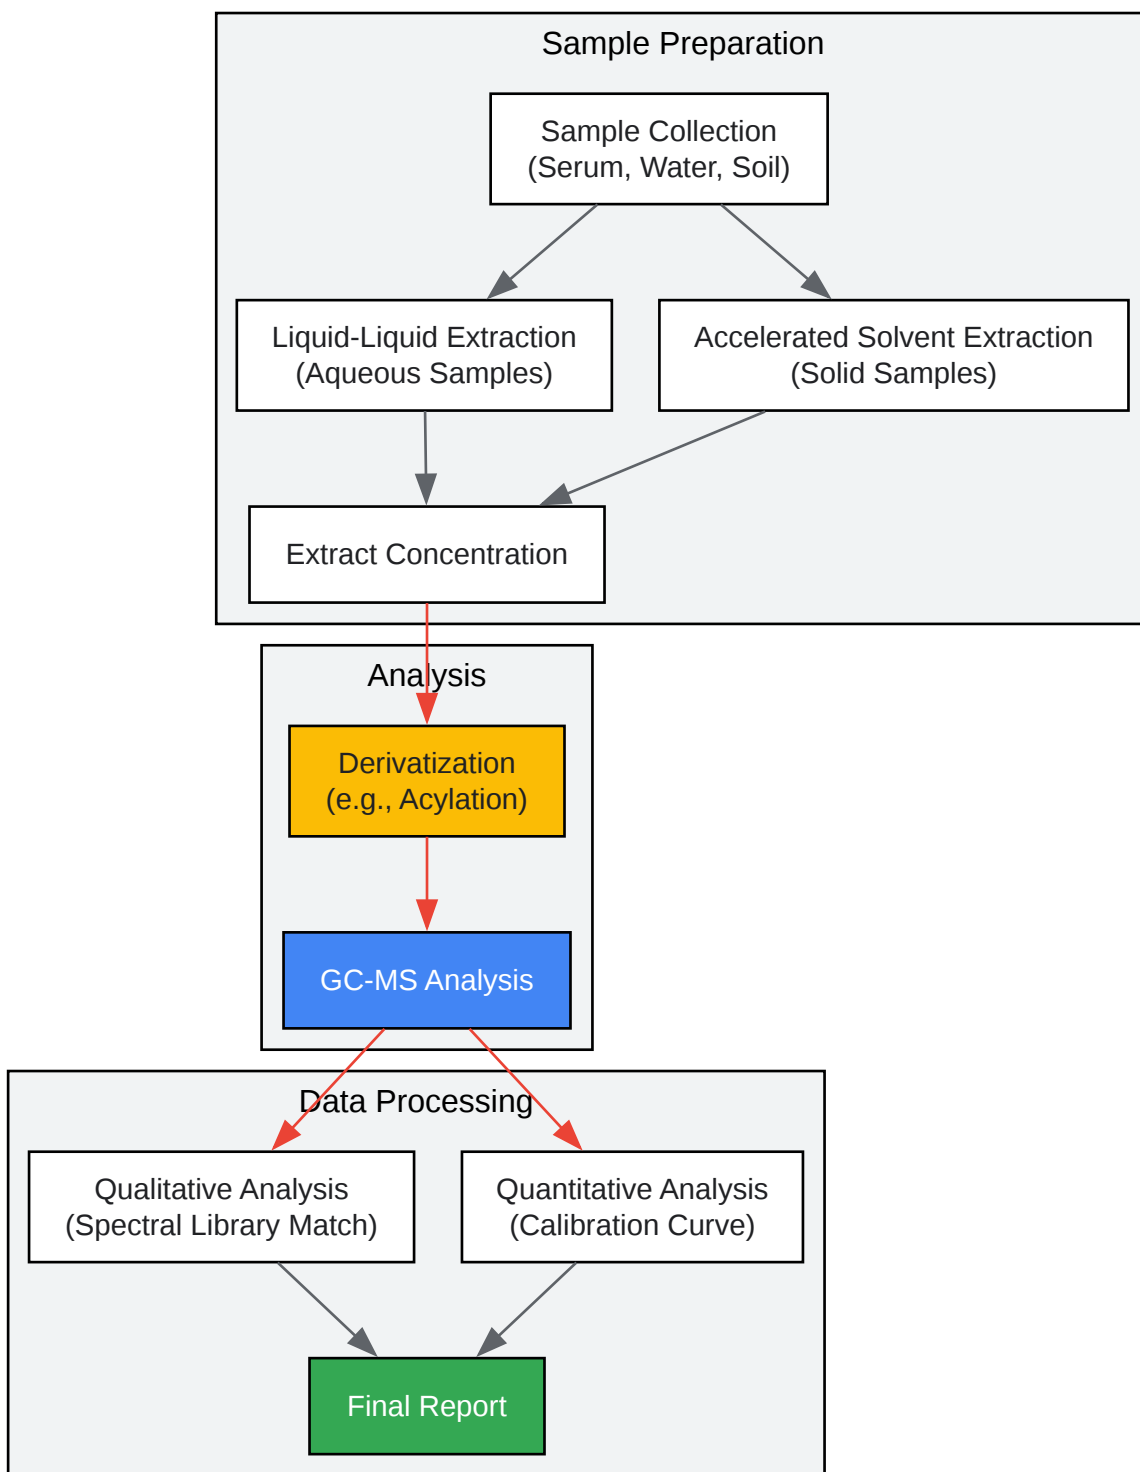 Sample Preparation
Sample Collection
(Serum, Water, Soil)
Liquid-Liquid Extraction
(Aqueous Samples)
Accelerated Solvent Extraction
(Solid Samples)
Extract Concentration
Analysis
Derivatization
(e.g., Acylation)
GC-MS Analysis
Data Processing
Qualitative Analysis
(Spectral Library Match)
Quantitative Analysis
(Calibration Curve)
Final Report